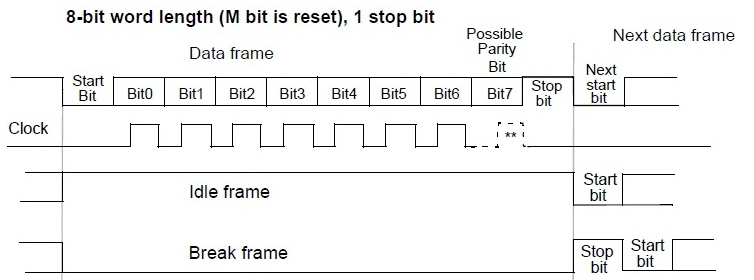 8-bit word length (M bit is reset), 1 stop bit
Data frame
Possible
Parity
Bit
Next data frame
Start
Bit
Bit0
Bit1
Bit2
Bit3
Bit4
Bit5
Bit6
Bit7
Stop
bit
Next
start
bit
Clock
**
Idle frame
Start
bit
Break frame
Stop
bit
Start
bit